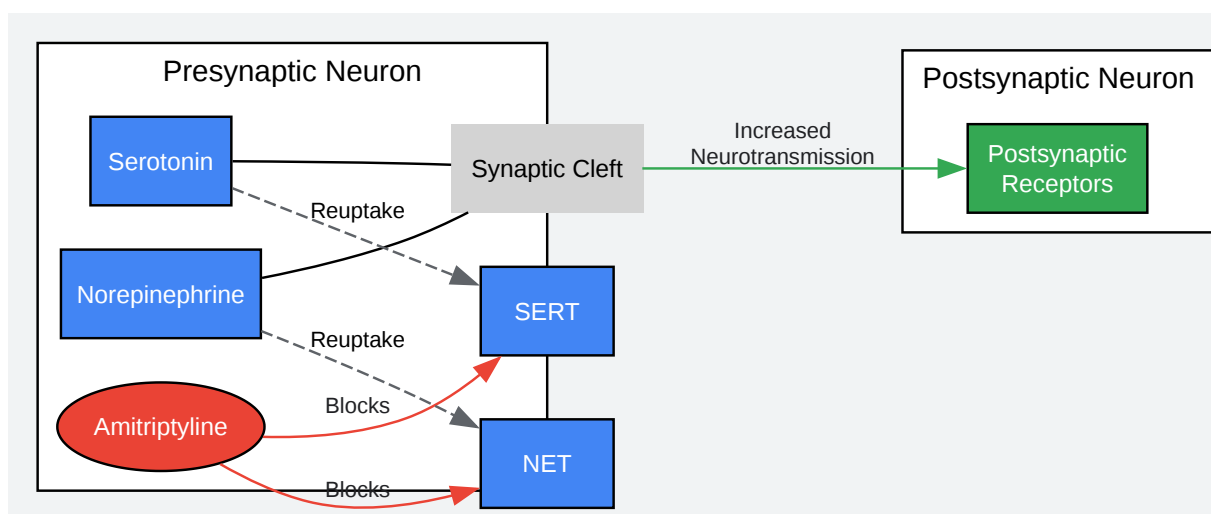 Presynaptic Neuron
Postsynaptic Neuron
Serotonin
Synaptic Cleft
Increased
Neurotransmission
Postsynaptic
Receptors
Reuptake
Norepinephrine
SERT
Reuptake
Blocks
Amitriptyline
NET
Blocks